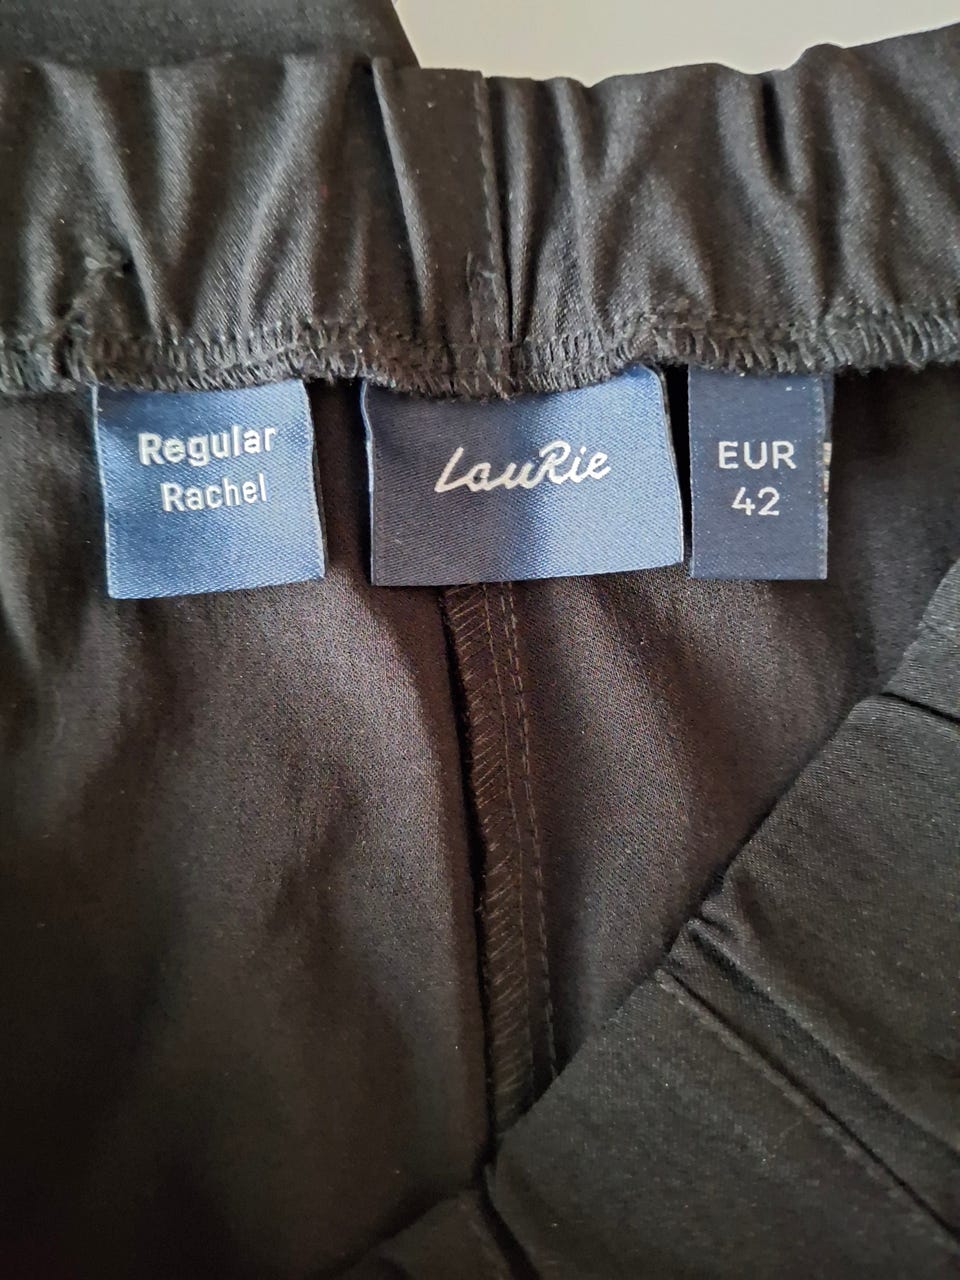 Regular
Rachel
LauRie
EUR
42